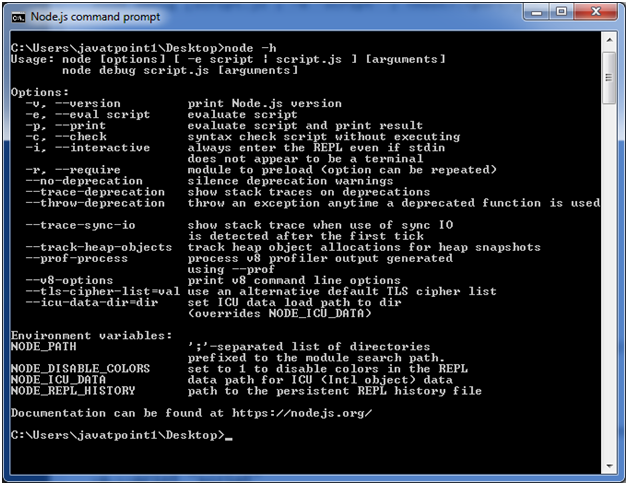 Node.js command prompt
C:\Users\javatpoint1\Desktop>node -h
Usage: node [options] [ -e script | script.js ] [arguments]
       node debug script.js [arguments]
Options:
  -v, --version         print Node.js version
  -e, --eval script     evaluate script
  -p, --print           evaluate script and print result
  -c, --check           syntax check script without executing
  -i, --interactive     always enter the REPL even if stdin
                        does not appear to be a terminal
  -r, --require         module to preload (option can be repeated)
  --no-deprecation      silence deprecation warnings
  --trace-deprecation   show stack traces on deprecations
  --throw-deprecation   throw an exception anytime a deprecated function is used
  --trace-sync-io       show stack trace when use of sync IO
                        is detected after the first tick
  --track-heap-objects  track heap object allocations for heap snapshots
  --prof-process        process v8 profiler output generated
                        using --prof
  --v8-options          print v8 command line options
  --tls-cipher-list=val use an alternative default TLS cipher list
  --icu-data-dir=dir    set ICU data load path to dir
                        (overrides NODE_ICU_DATA)
Environment variables:
NODE_PATH               ';'-separated list of directories
                        prefixed to the module search path.
NODE_DISABLE_COLORS     set to 1 to disable colors in the REPL
NODE_ICU_DATA           data path for ICU (Intl object) data
NODE_REPL_HISTORY       path to the persistent REPL history file
Documentation can be found at https://nodejs.org/
C:\Users\javatpoint1\Desktop>_